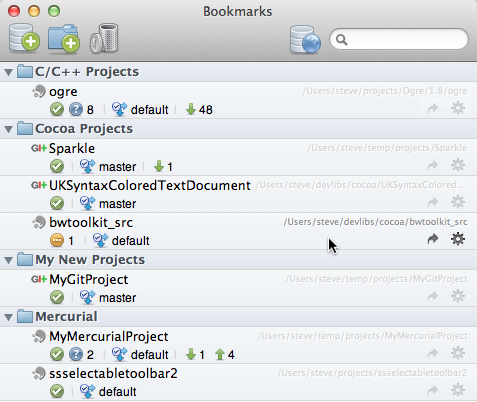 Bookmarks
C/C++ Projects
ogre /Users/steve/projects/Ogre/1.8/ogre
8 default 48
Cocoa Projects
GIt Sparkle /Users/steve/temp/projects/Sparkle
master 1
GIt UKSyntaxColoredTextDocument /Users/steve/devlibs/cocoa/UKSyntaxColored...
master
bwtoolkit_src /Users/steve/devlibs/cocoa/bwtoolkit_src
1 default
My New Projects
GIt MyGitProject /Users/steve/temp/projects/MyGitProject
master
Mercurial
MyMercurialProject /Users/steve/temp/projects/MyMercurialProject
2 default 1 4
ssselectabletoolbar2 /Users/steve/projects/ssselectabletoolbar2
default